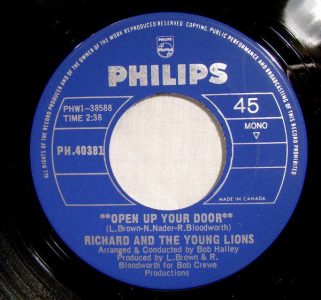 ALL RIGHTS OF THE RECORD PRODUCER AND OF THE OWNER OF THE WORK REPRODUCED RESERVED COPYING, PUBLIC PERFORMANCE AND BROADCASTING OF THIS RECORD PROHIBITED
PHILIPS
PHILIPS
PHW1-38588
TIME 2:38
45
MONO
PH.40381
MADE IN CANADA
**OPEN UP YOUR DOOR**
(L.Brown-N.Nader-R.Bloodworth)
RICHARD AND THE YOUNG LIONS
Arranged & Conducted by Bob Halley
Produced by L.Brown & R.
Bloodworth for Bob Crewe
Productions